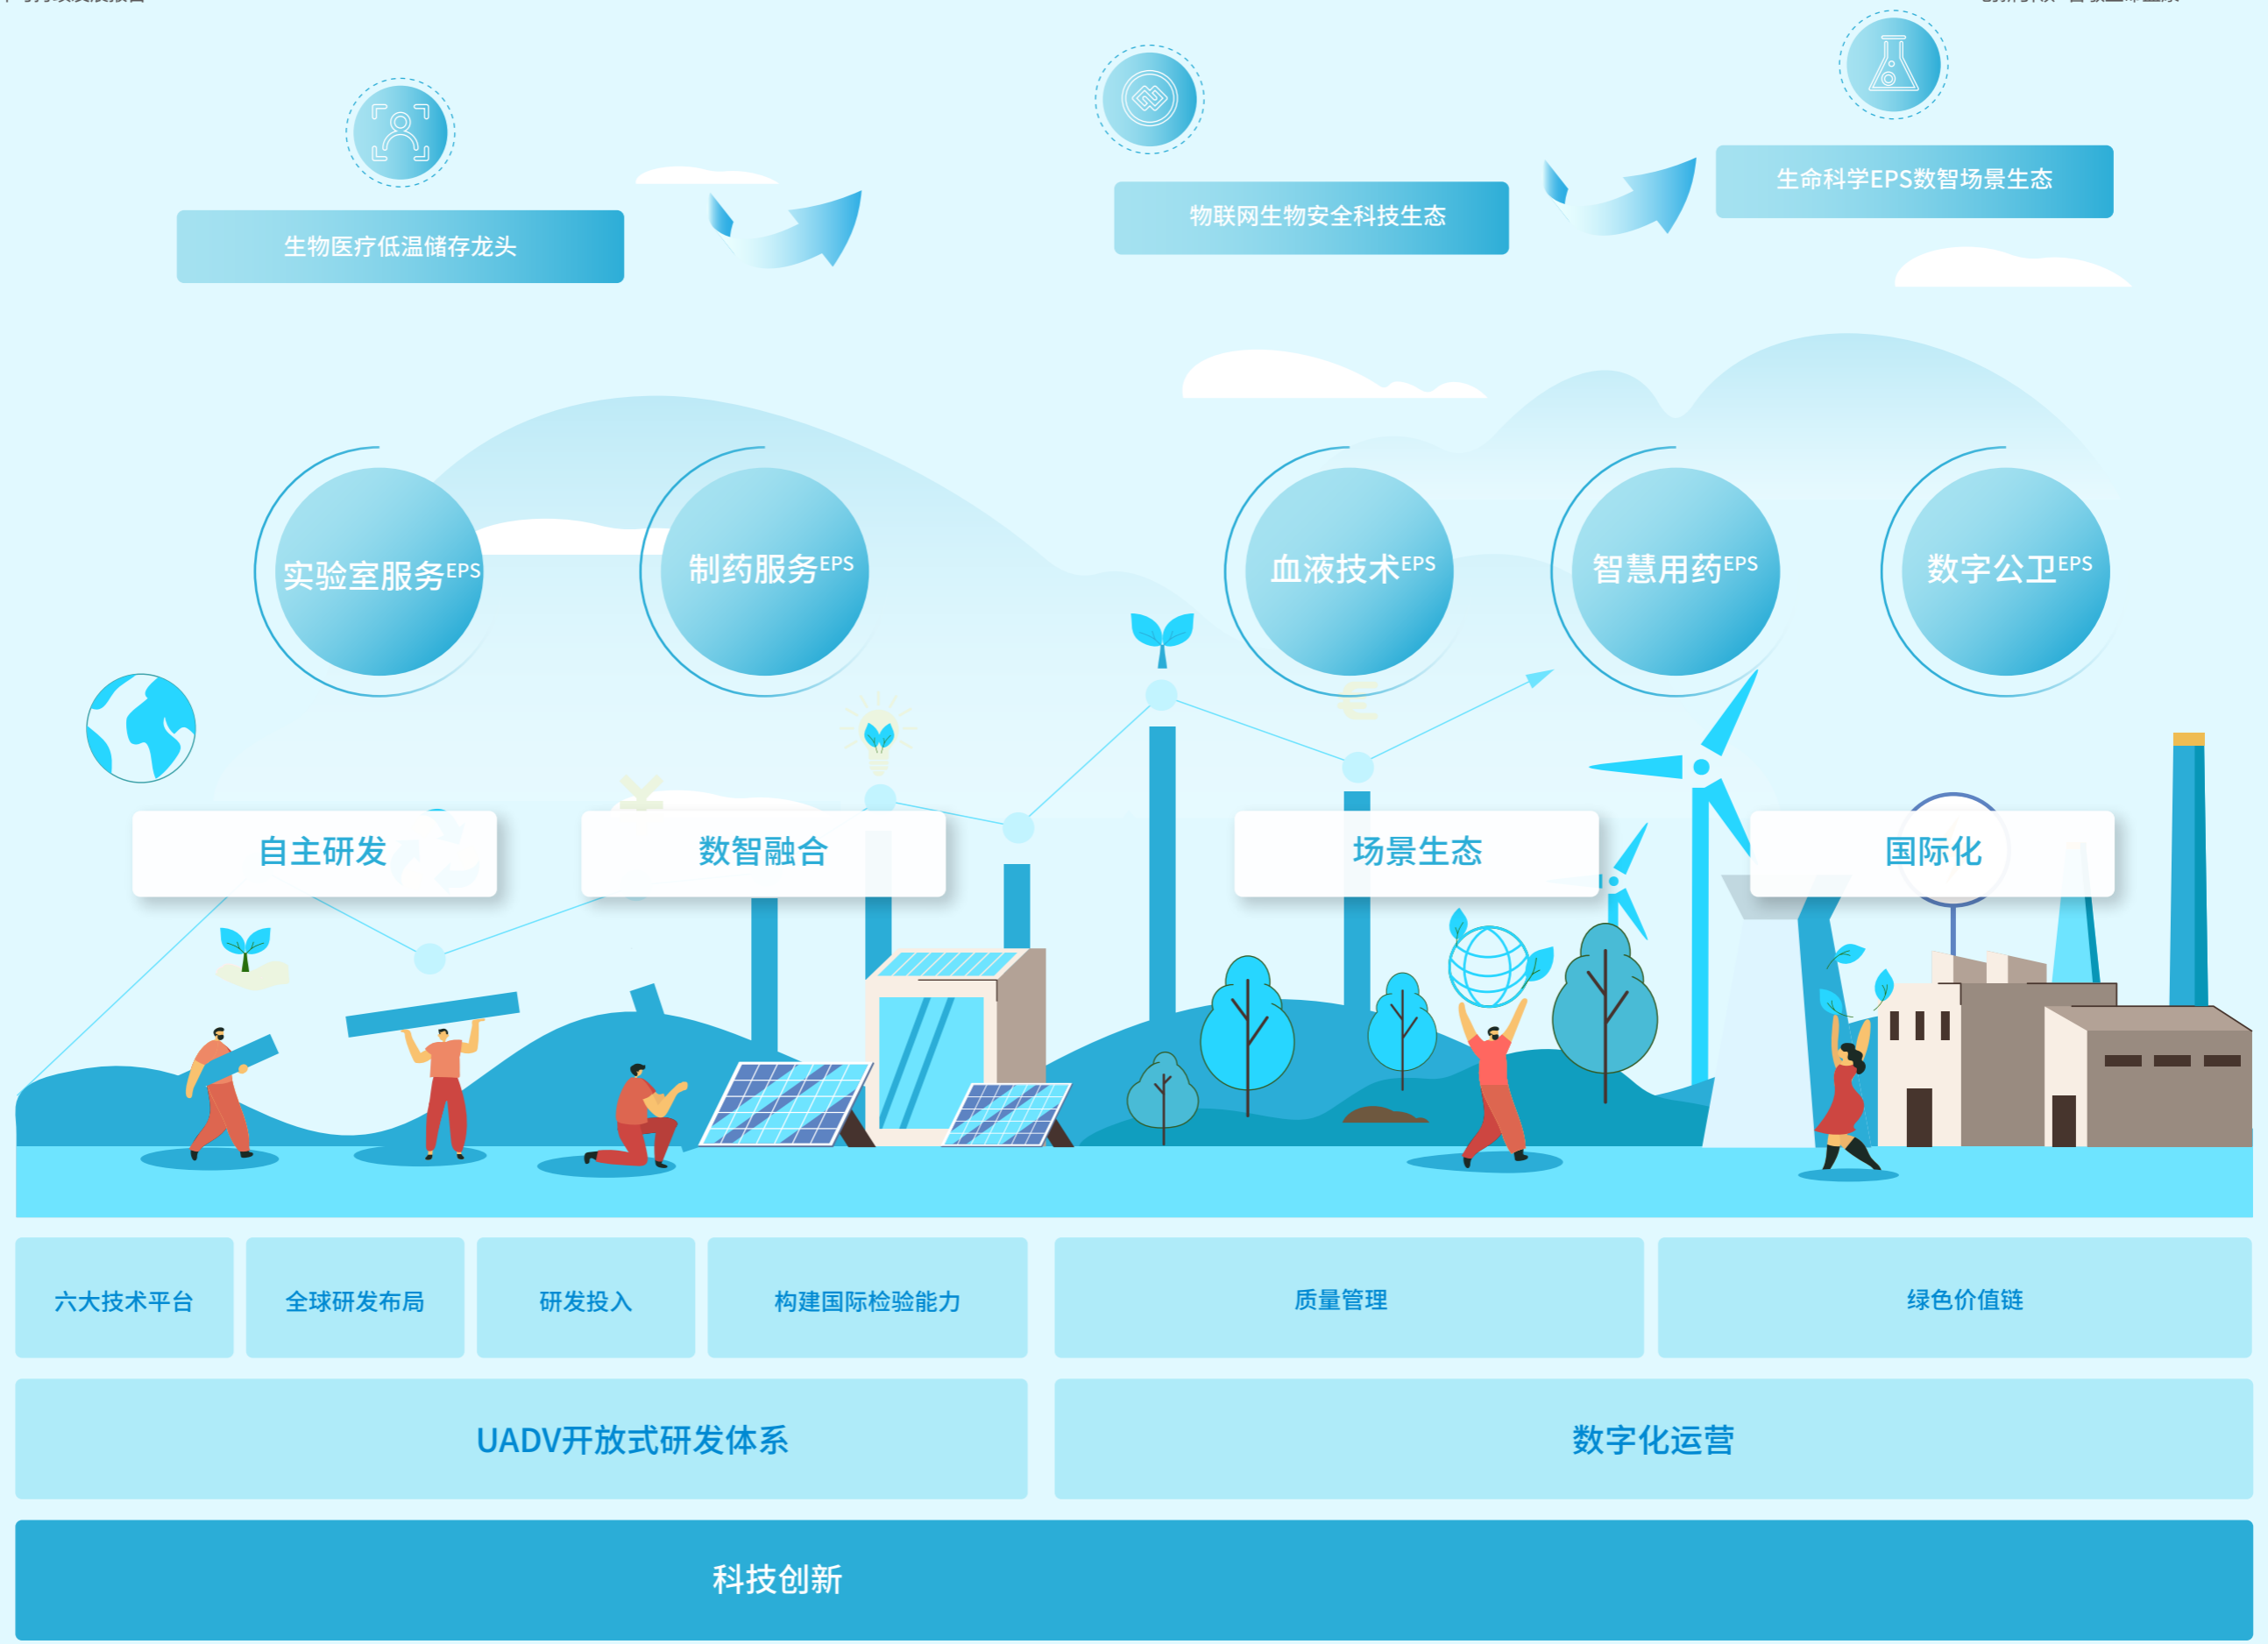 生物医疗低温储存龙头
物联网生物安全科技生态
生命科学EPS数智场景生态
实验室服务EPS
制药服务EPS
血液技术EPS
智慧用药EPS
数字公卫EPS
自主研发
数智融合
场景生态
国际化
六大技术平台
全球研发布局
研发投入
构建国际检验能力
质量管理
绿色价值链
UADV开放式研发体系
数字化运营
科技创新